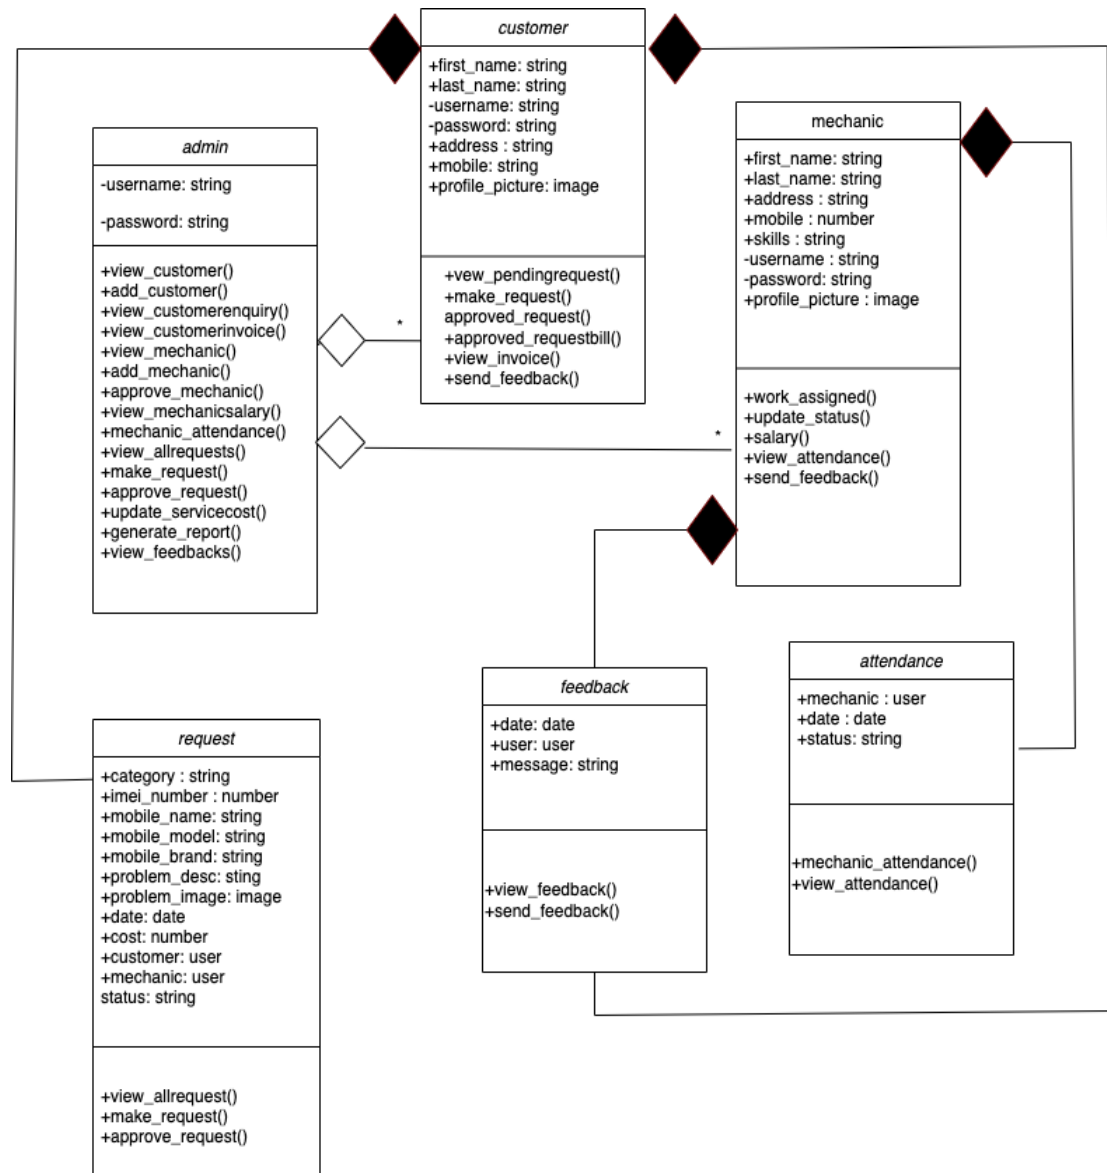 customer
+first_name: string
+last_name: string
-username: string
-password: string
+address : string
+mobile: string
+profile_picture: image
+vew_pendingrequest()
+make_request()
approved_request()
+approved_requestbill()
+view_invoice()
+send_feedback()
mechanic
+first_name: string
+last_name: string
+address : string
+mobile : number
+skills : string
-username : string
-password: string
+profile_picture : image
+work_assigned()
+update_status()
+salary()
+view_attendance()
+send_feedback()
admin
-username: string
-password: string
+view_customer()
+add_customer()
+view_customerenquiry()
+view_customerinvoice()
+view_mechanic()
+add_mechanic()
+approve_mechanic()
+view_mechanicsalary()
+mechanic_attendance()
+view_allrequests()
+make_request()
+approve_request()
+update_servicecost()
+generate_report()
+view_feedbacks()
*
*
feedback
+date: date
+user: user
+message: string
+view_feedback()
+send_feedback()
attendance
+mechanic : user
+date : date
+status: string
+mechanic_attendance()
+view_attendance()
request
+category : string
+imei_number : number
+mobile_name: string
+mobile_model: string
+mobile_brand: string
+problem_desc: sting
+problem_image: image
+date: date
+cost: number
+customer: user
+mechanic: user
status: string
+view_allrequest()
+make_request()
+approve_request()